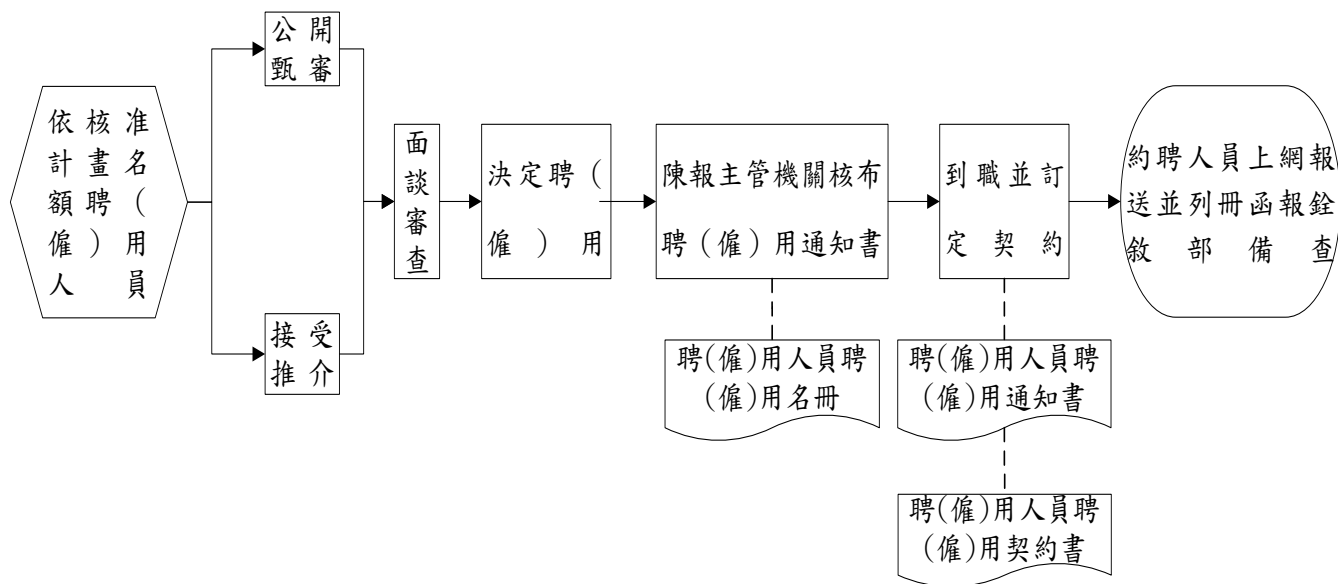 依核准
計畫名
額聘（
僱）用
人員
公開
甄審
接受
推介
面
談
審
查
決定聘（
僱）用
陳報主管機關核布
聘（僱）用通知書
到職並訂
定契約
約聘人員上網報
送並列冊函報銓
敘部備查
聘(僱)用人員聘
(僱)用名冊
聘(僱)用人員聘
(僱)用通知書
聘(僱)用人員聘
(僱)用契約書